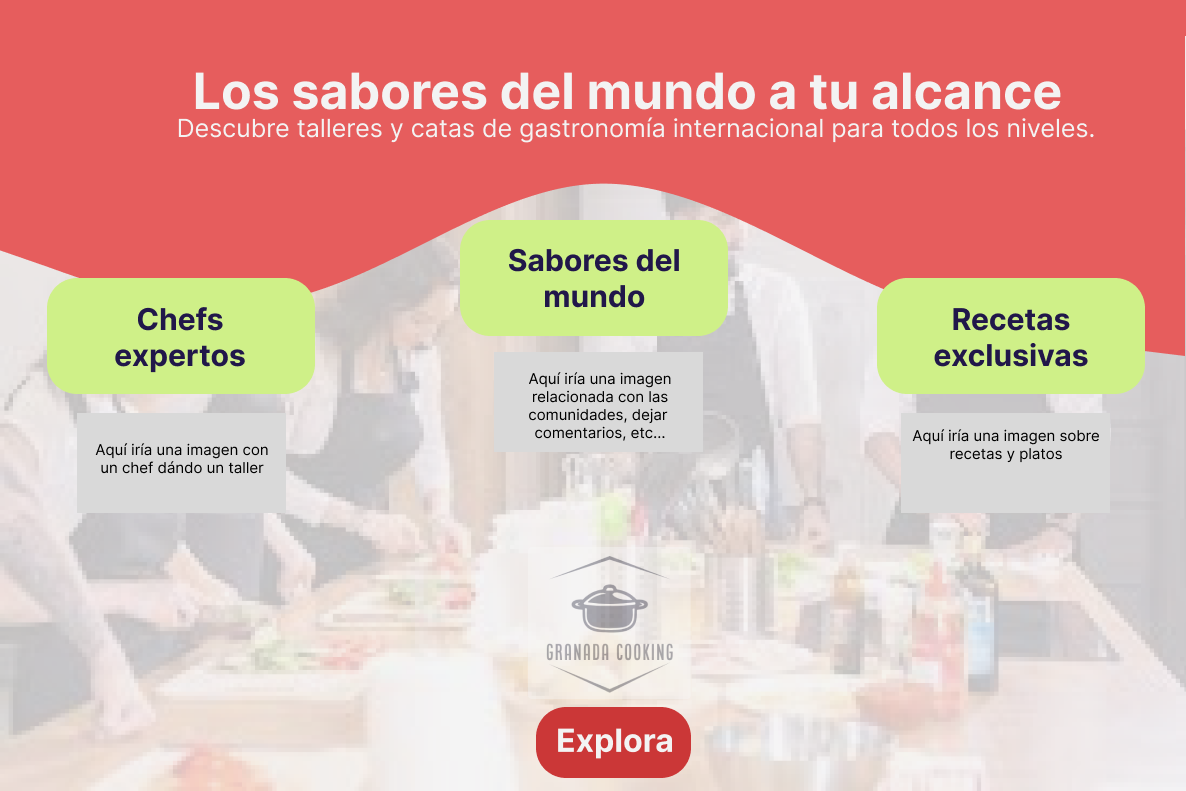 Los sabores del mundo a tu alcance
Descubre talleres y catas de gastronomía internacional para todos los niveles.
Chefs
expertos
Aquí iría una imagen con
un chef dándo un taller
Sabores del
mundo
Aquí iría una imagen
relacionada con las
comunidades, dejar
comentarios, etc...
Recetas
exclusivas
Aquí iría una imagen sobre
recetas y platos
GRANADA COOKING
Explora